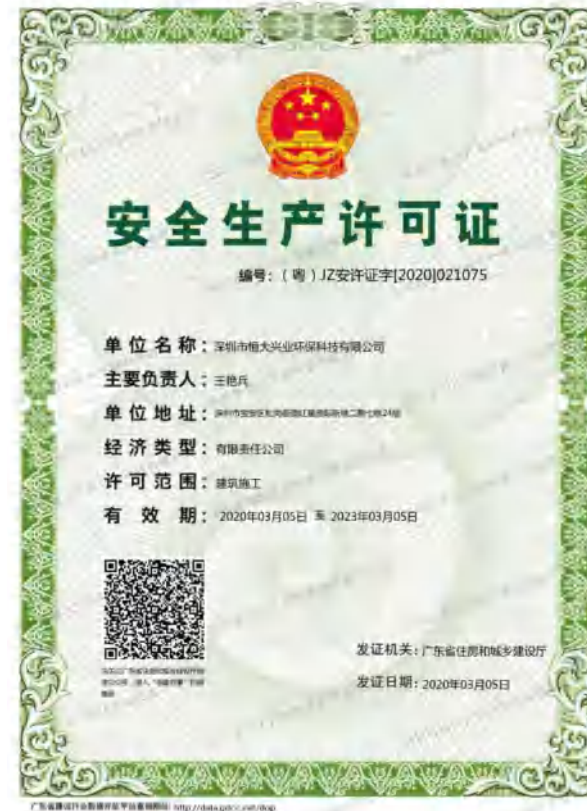 安全生产许可证
编号：（粤）JZ安许证字[2020]021075
单位名称：深圳市恒大兴业环保科技有限公司
主要负责人：王艳兵
单位地址：
经济类型：有限责任公司
许可范围：建筑施工
有 效 期：2020年03月05日 至 2023年03月05日
发证机关：广东省住房和城乡建设厅
发证日期：2020年03月05日